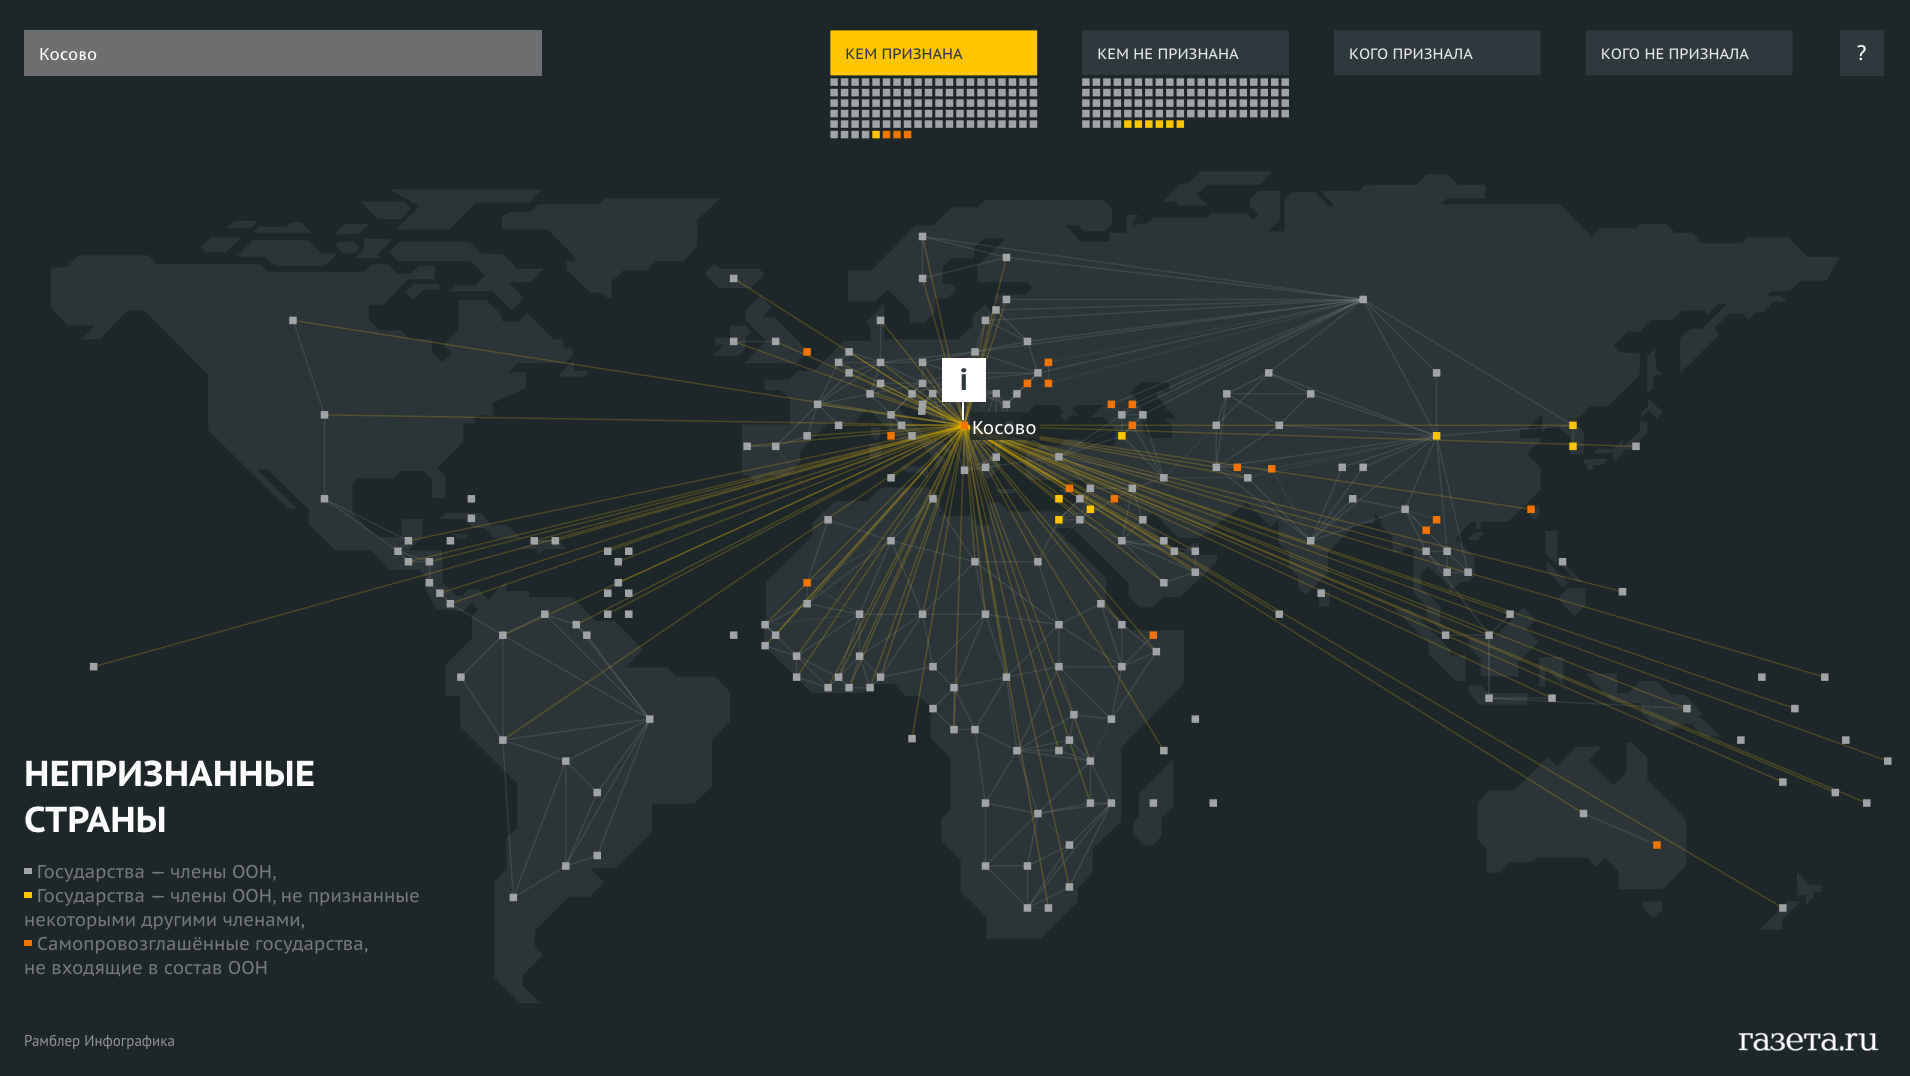 Косово
КЕМ ПРИЗНАНА
КЕМ НЕ ПРИЗНАНА
КОГО ПРИЗНАЛА
КОГО НЕ ПРИЗНАЛА
?
i
Косово
НЕПРИЗНАННЫЕ
СТРАНЫ
Государства — члены ООН,
Государства — члены ООН, не признанные
некоторыми другими членами,
Самопровозглашённые государства,
не входящие в состав ООН
Рамблер Инфографика
газета.ru